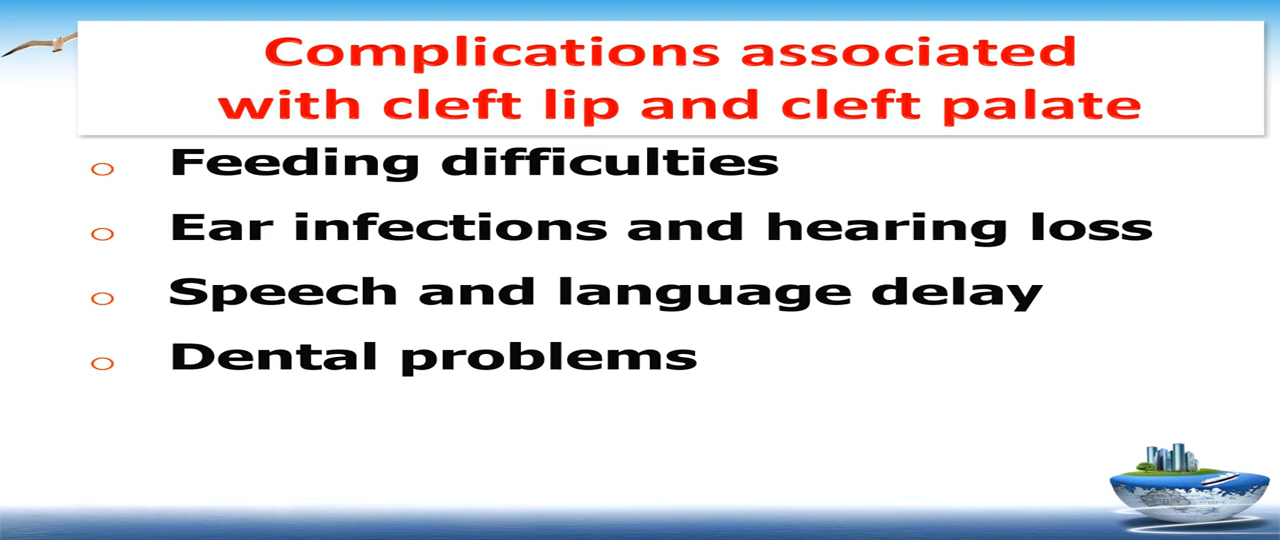 Complications associated
with cleft lip and cleft palate
o Feeding difficulties
o Ear infections and hearing loss
o Speech and language delay
o Dental problems